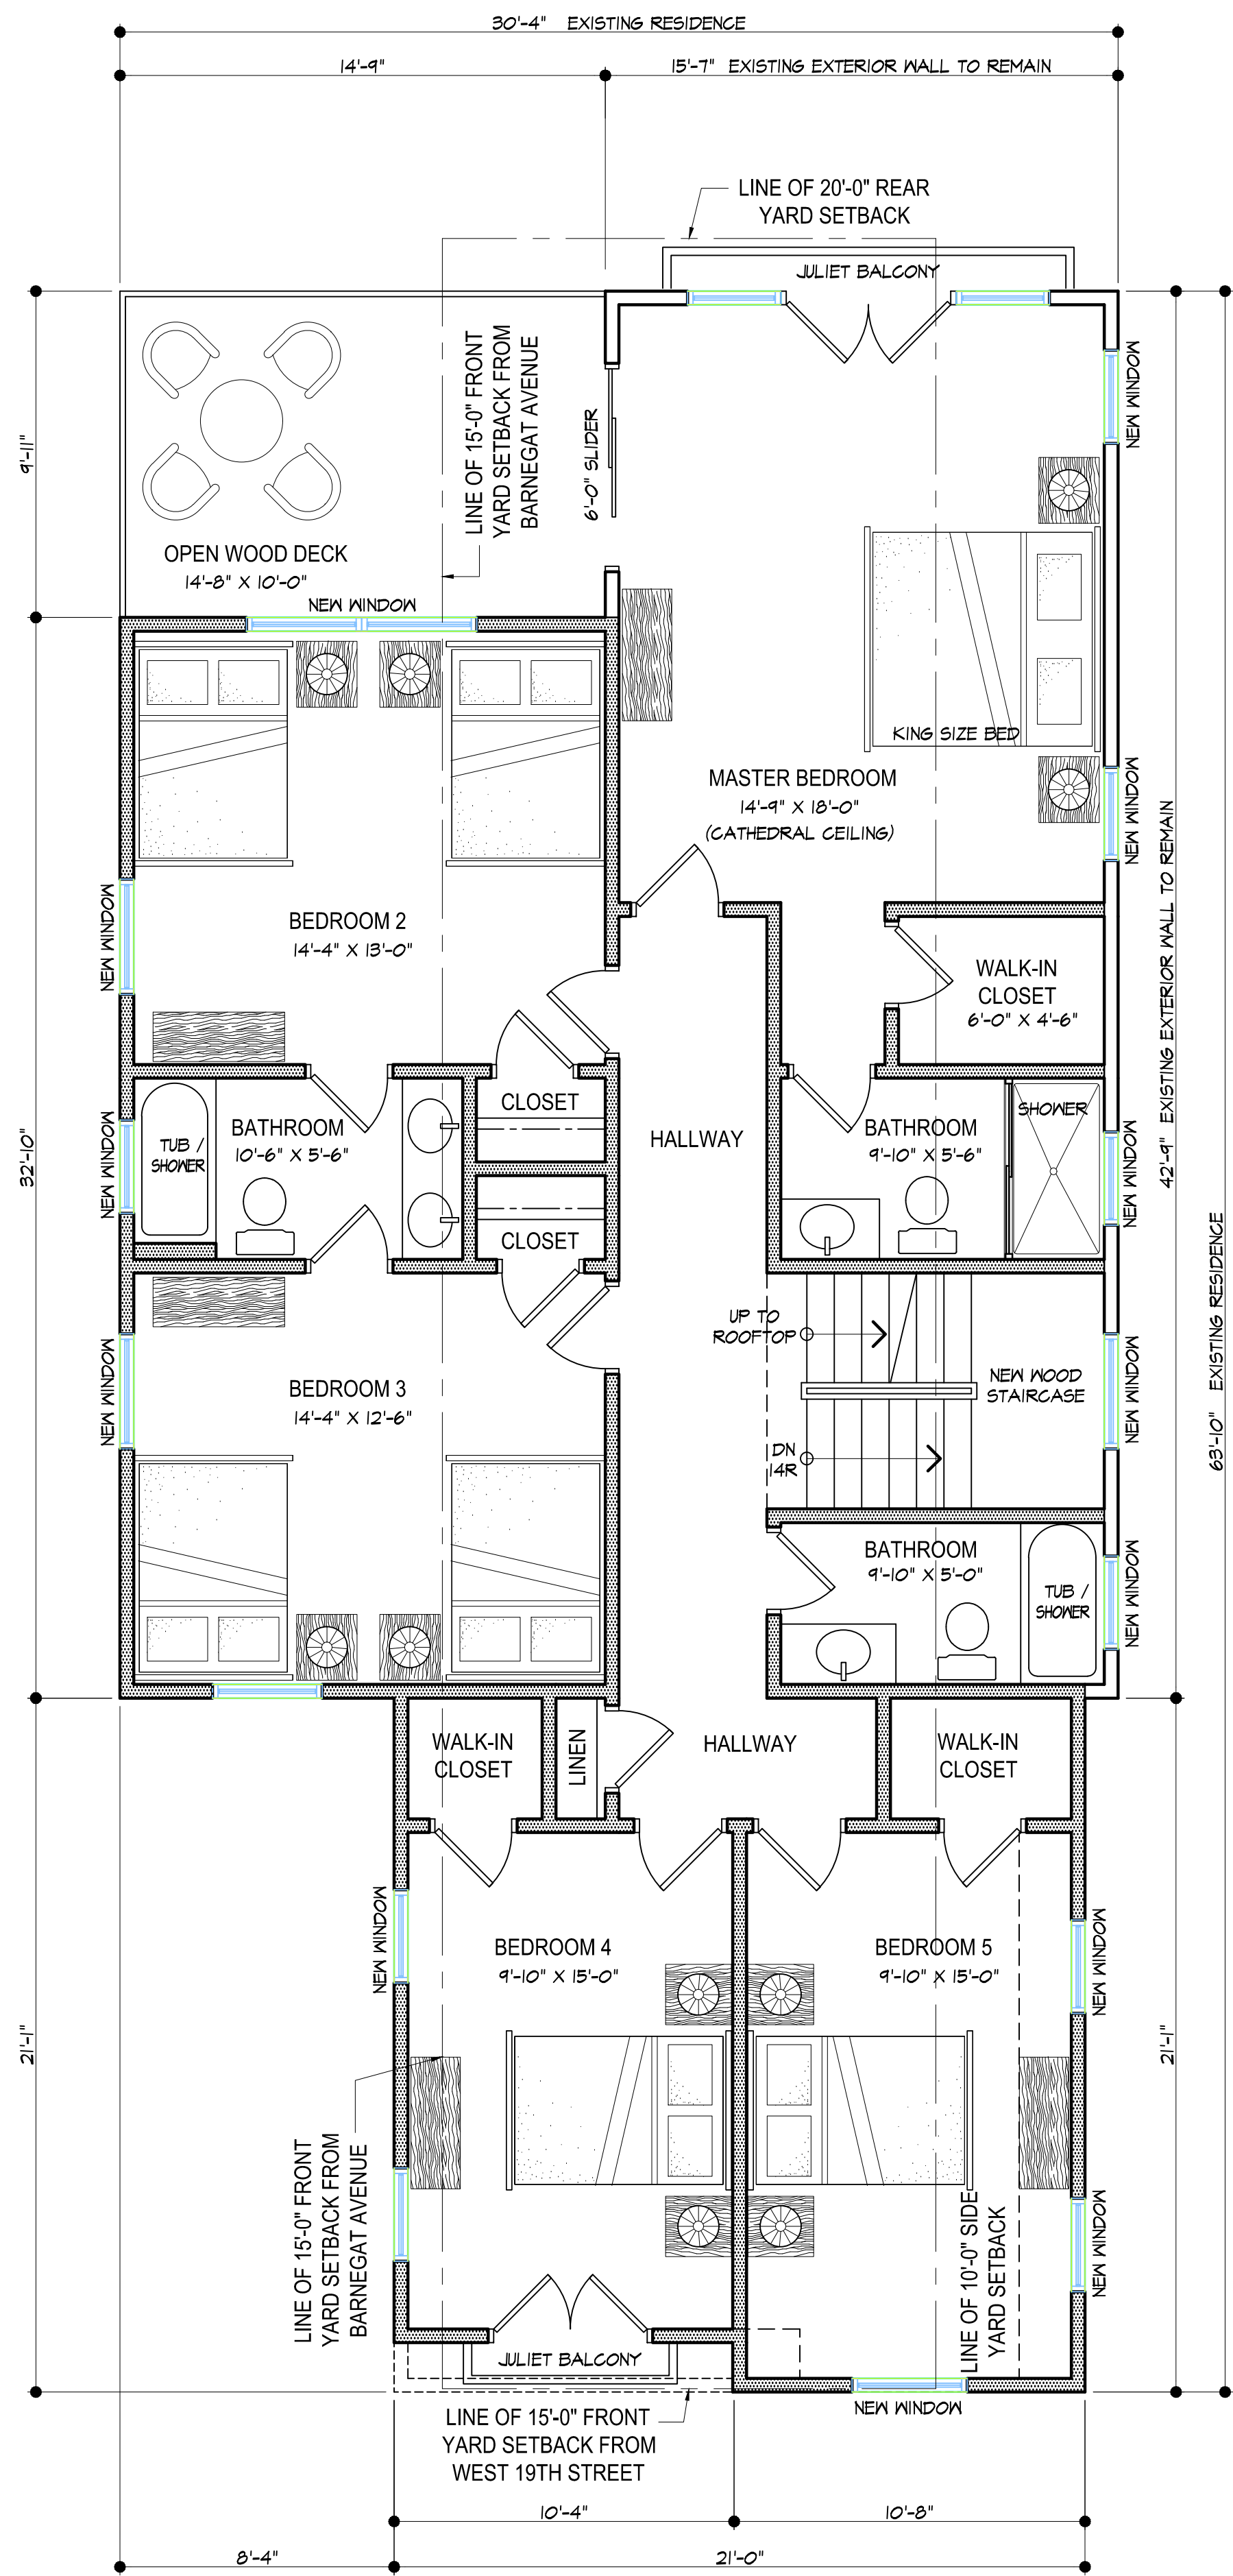 30'-4" EXISTING RESIDENCE
14'-9"
15'-7" EXISTING EXTERIOR WALL TO REMAIN
LINE OF 20'-0" REAR
YARD SETBACK
JULIET BALCONY
LINE OF 15'-0" FRONT
YARD SETBACK FROM
BARNEGAT AVENUE
6'-0" SLIDER
NEW WINDOW
9'-11"
OPEN WOOD DECK
14'-8" X 10'-0"
NEW WINDOW
KING SIZE BED
MASTER BEDROOM
14'-9" X 18'-0"
(CATHEDRAL CEILING)
NEW WINDOW
BEDROOM 2
14'-4" X 13'-0"
NEW WINDOW
WALK-IN
CLOSET
6'-0" X 4'-6"
42'-9" EXISTING EXTERIOR WALL TO REMAIN
63'-10" EXISTING RESIDENCE
32'-10"
NEW WINDOW
TUB /
SHOWER
BATHROOM
10'-6" X 5'-6"
CLOSET
CLOSET
HALLWAY
BATHROOM
9'-10" X 5'-6"
SHOWER
NEW WINDOW
UP TO
ROOFTOP
NEW WOOD
STAIRCASE
DN
14R
NEW WINDOW
NEW WINDOW
BEDROOM 3
14'-4" X 12'-6"
BATHROOM
9'-10" X 5'-0"
TUB /
SHOWER
NEW WINDOW
WALK-IN
CLOSET
LINEN
HALLWAY
WALK-IN
CLOSET
NEW WINDOW
BEDROOM 4
9'-10" X 15'-0"
BEDROOM 5
9'-10" X 15'-0"
NEW WINDOW
21'-1"
21'-1"
LINE OF 15'-0" FRONT
YARD SETBACK FROM
BARNEGAT AVENUE
LINE OF 10'-0" SIDE
YARD SETBACK
NEW WINDOW
JULIET BALCONY
NEW WINDOW
LINE OF 15'-0" FRONT
YARD SETBACK FROM
WEST 19TH STREET
10'-4"
10'-8"
8'-4"
21'-0"